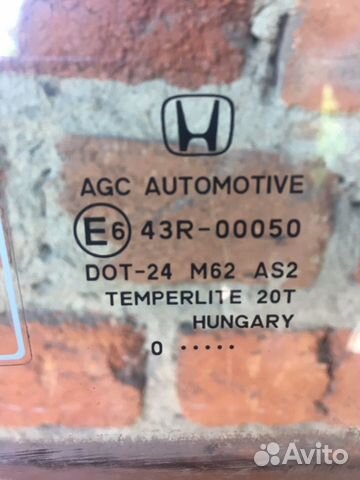 AGC AUTOMOTIVE
E6 43R-00050
DOT-24 M62 AS2
TEMPERLITE 20T
HUNGARY
0 •••••
Avito